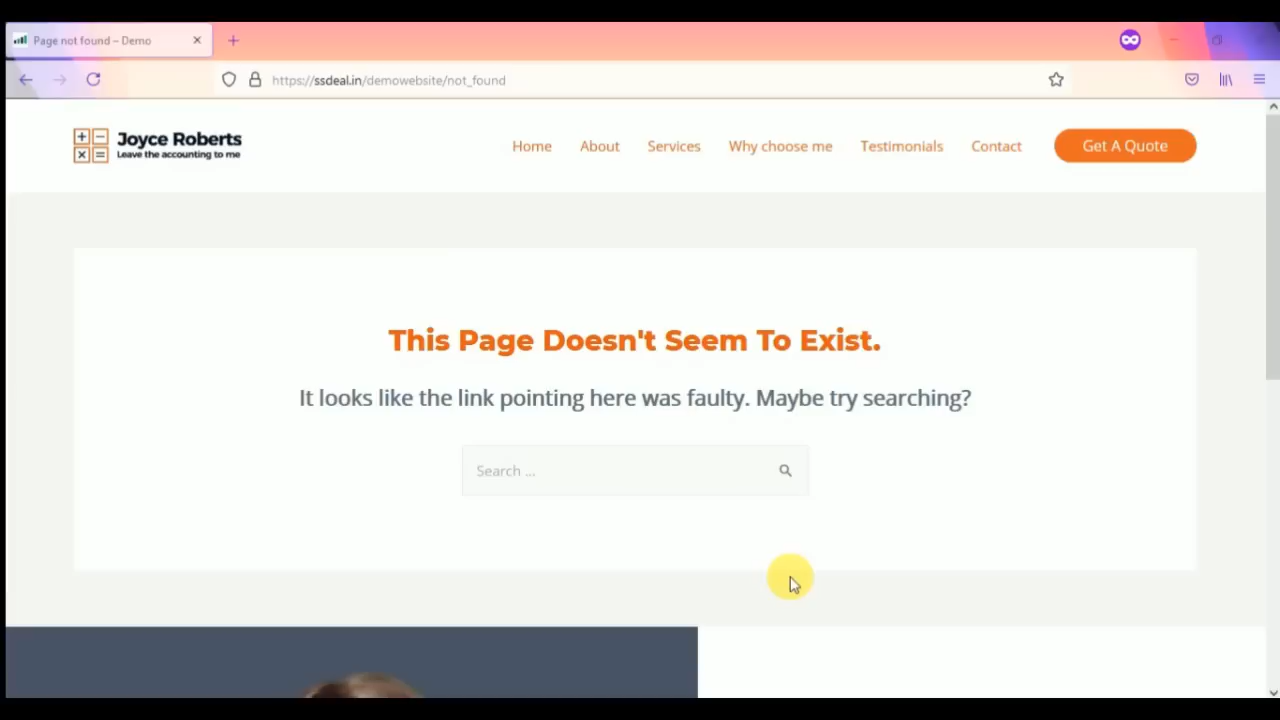 Page not found – Demo
https://ssdeal.in/demowebsite/not_found
Joyce Roberts
Leave the accounting to me
Home About Services Why choose me Testimonials Contact Get A Quote
This Page Doesn't Seem To Exist.
It looks like the link pointing here was faulty. Maybe try searching?
Search ...